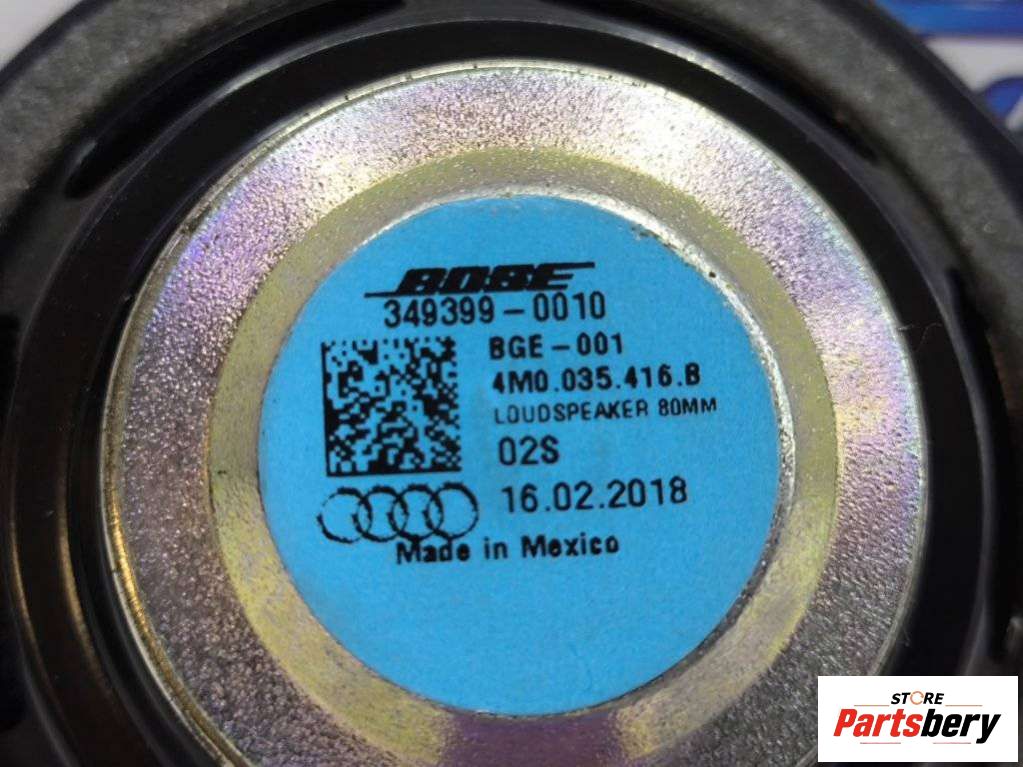 BOSE
349399-0010
BGE-001
4M0.035.416.B
LOUDSPEAKER 80MM
02S
16.02.2018
Made in Mexico
STORE
Partsbery